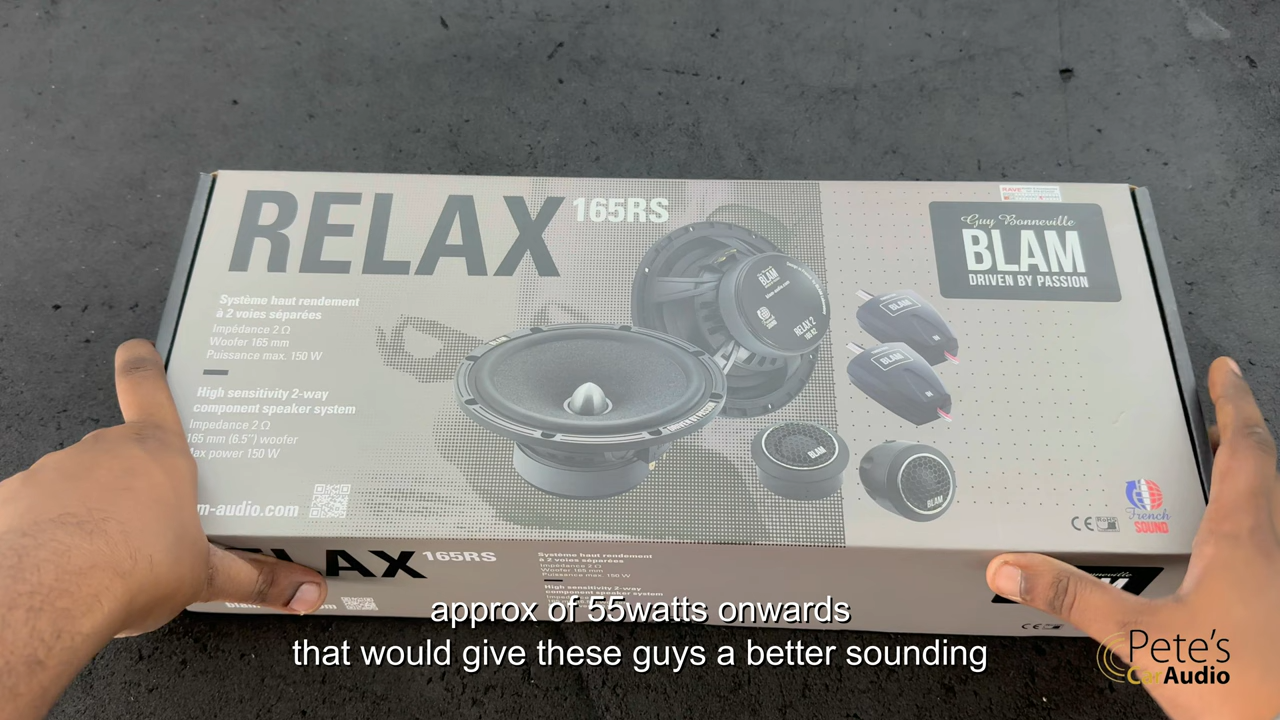 RELAX 165RS
Guy Bonneville
BLAM
DRIVEN BY PASSION
Système haut rendement
à 2 voies séparées
Impédance 2 Ω
Woofer 165 mm
Puissance max. 150 W
High sensitivity 2-way
component speaker system
Impedance 2 Ω
165 mm (6.5") woofer
ax power 150 W
m-audio.com
BLAM
RELAX 2
BLAM
BLAM
BLAM
BLAM
CE
French
SOUND
LAX 165RS
Système haut rendement
à 2 voies séparées
Impédance 2 Ω
Woofer 165 mm
Puissance max. 150 W
High sensitivity 2-way
component speaker system
approx of 55watts onwards
that would give these guys a better sounding
Pete's
CarAudio